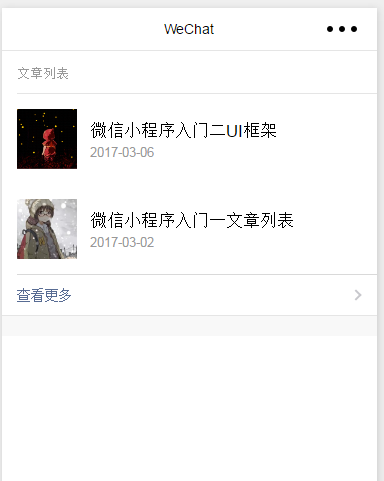 WeChat
文章列表
微信小程序入门二UI框架
2017-03-06
微信小程序入门一文章列表
2017-03-02
查看更多